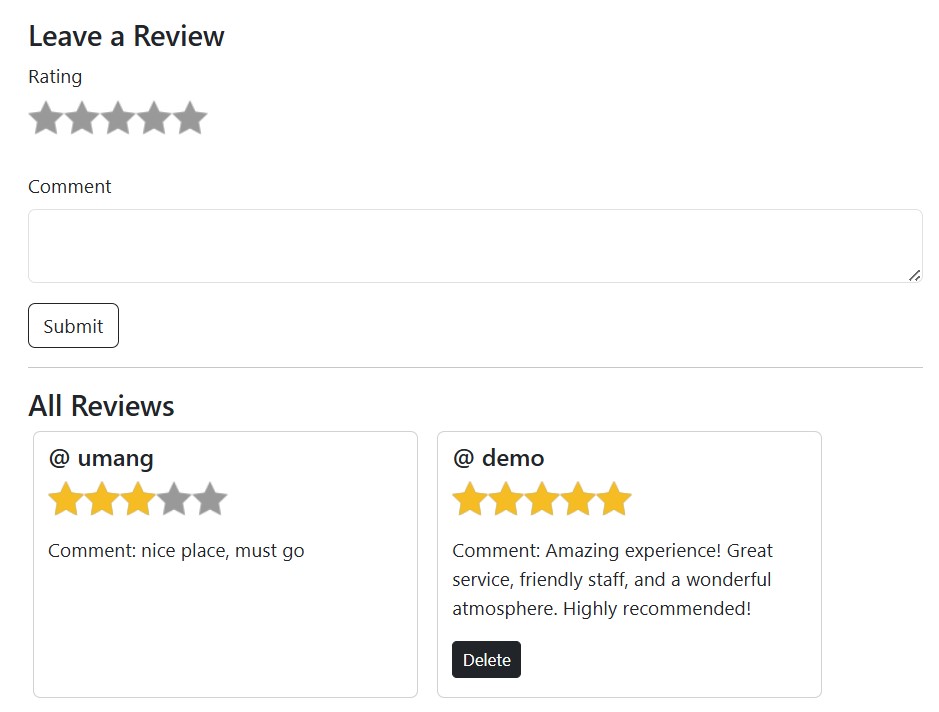 Leave a Review
Rating
Comment
Submit
All Reviews
@ umang
Comment: nice place, must go
@ demo
Comment: Amazing experience! Great
service, friendly staff, and a wonderful
atmosphere. Highly recommended!
Delete